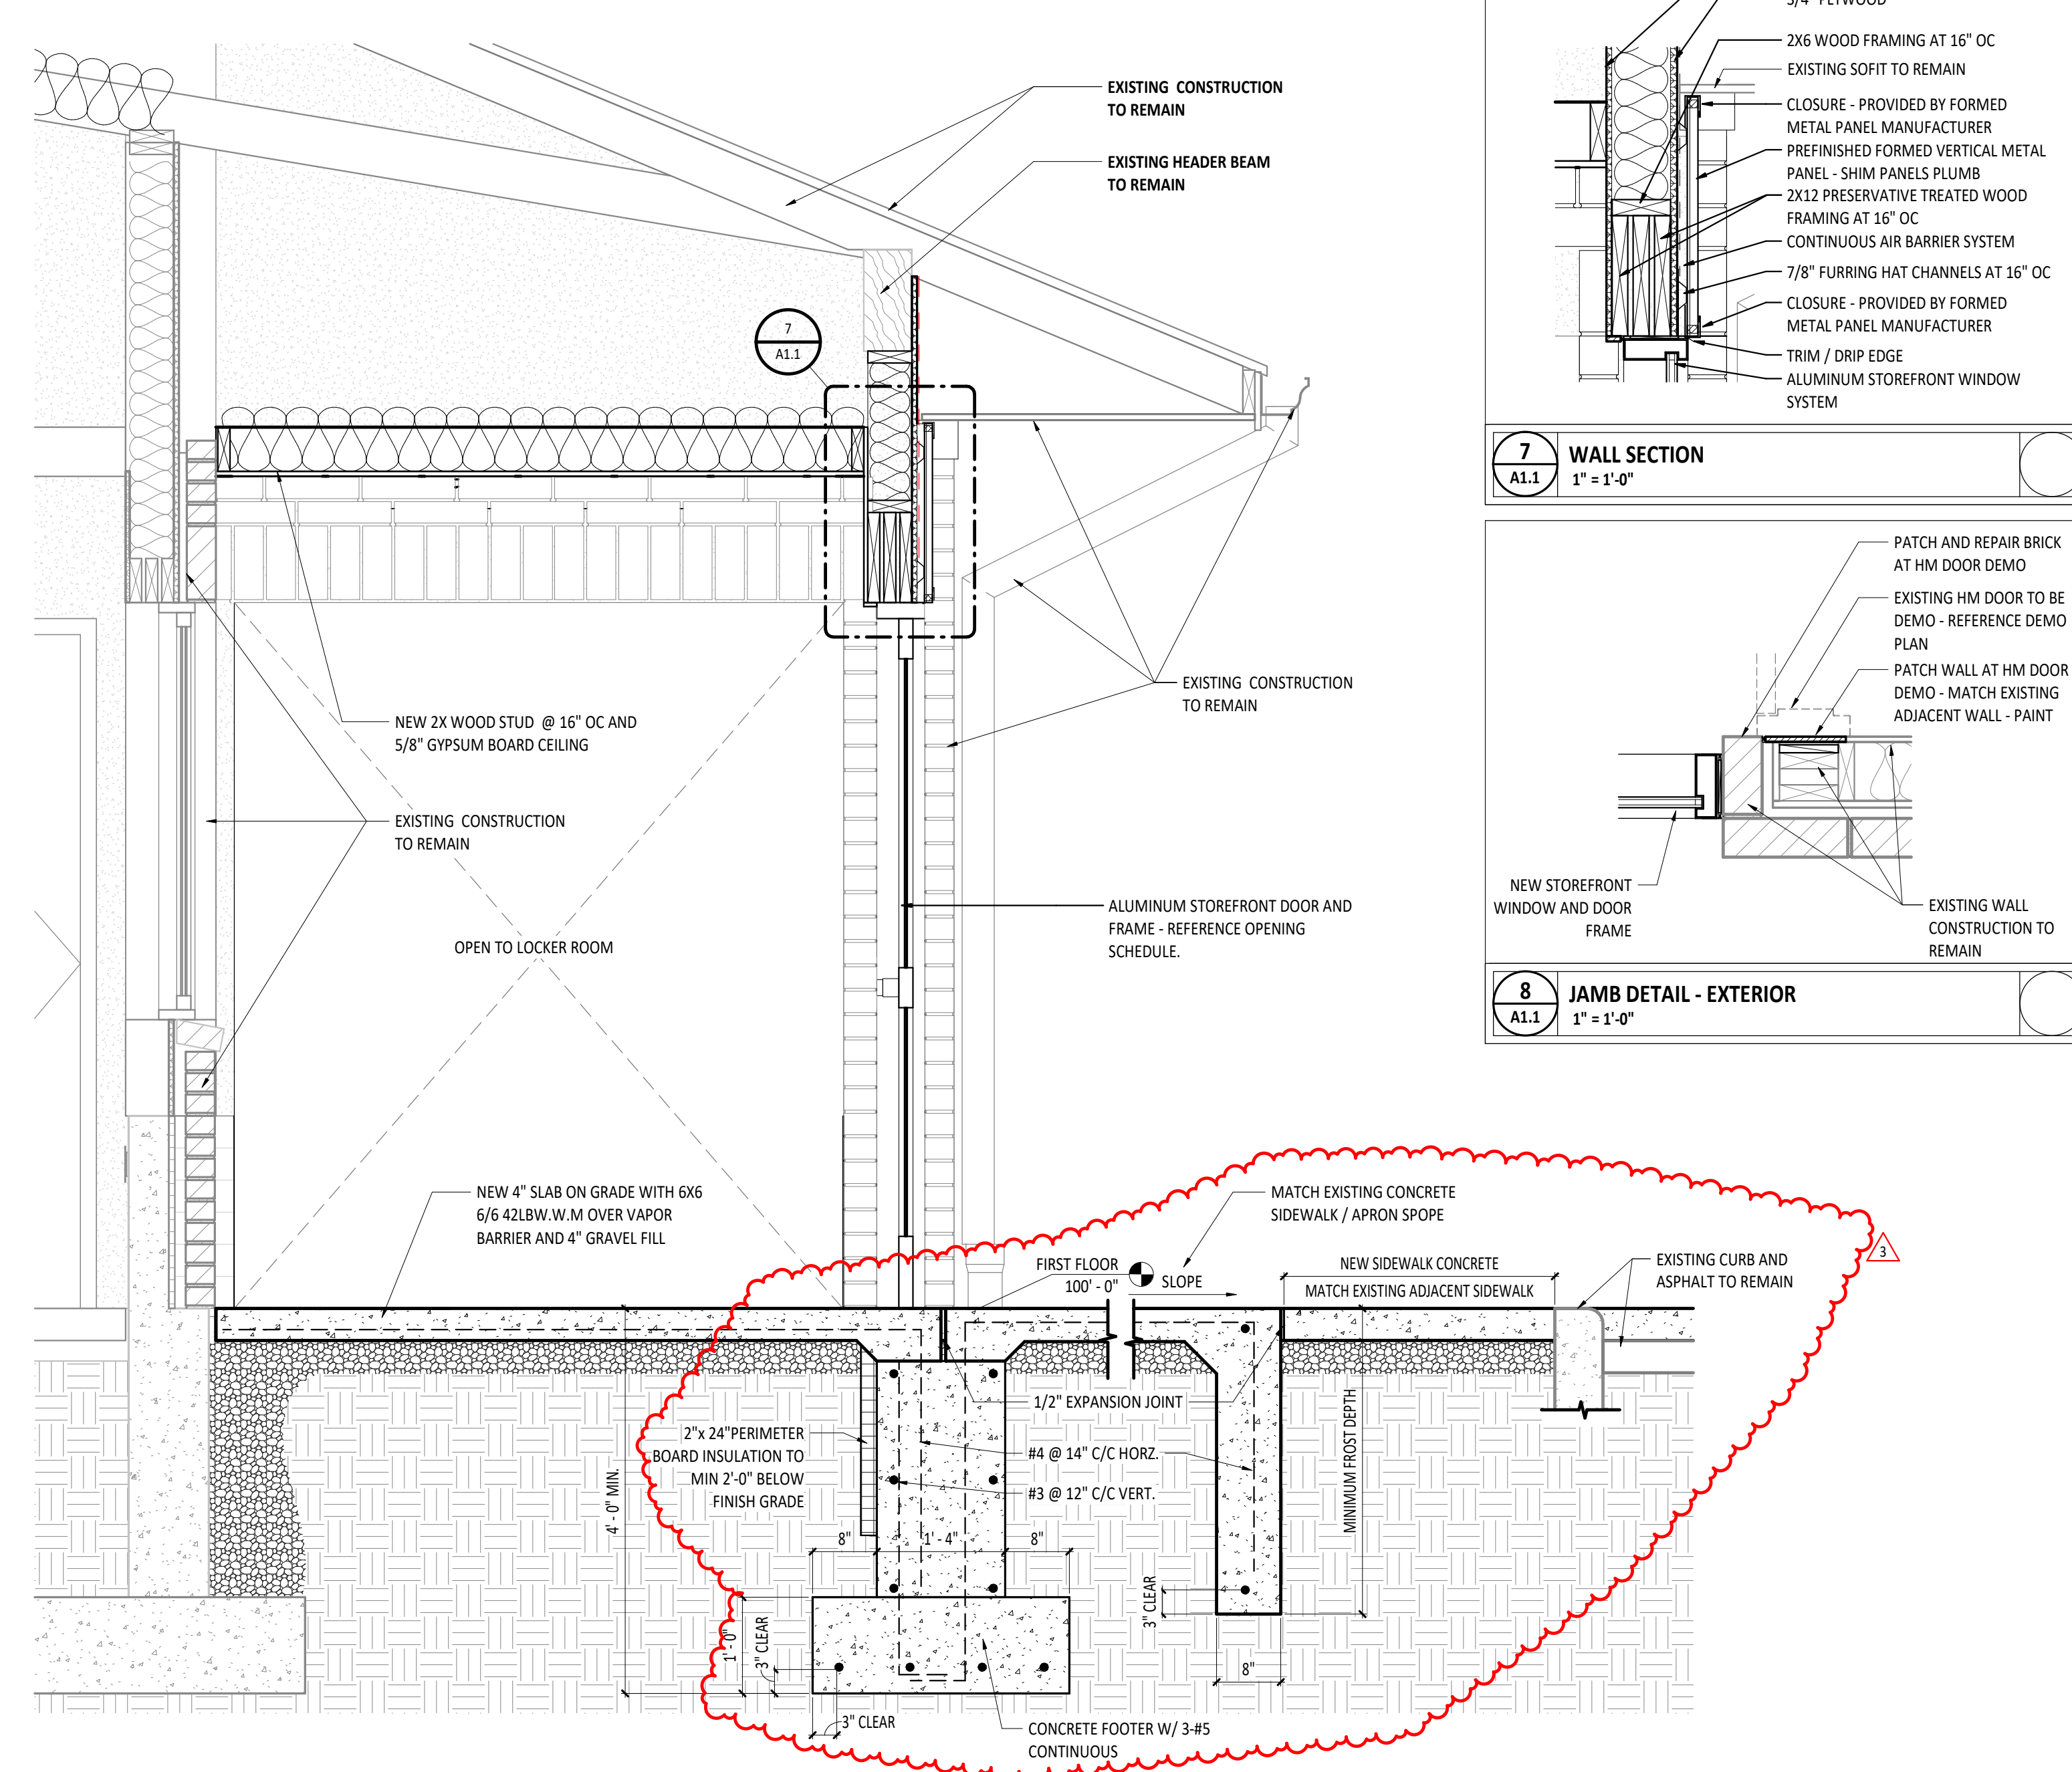 EXISTING CONSTRUCTION
TO REMAIN
EXISTING HEADER BEAM
TO REMAIN
7
A1.1
NEW 2X WOOD STUD @ 16" OC AND
5/8" GYPSUM BOARD CEILING
EXISTING CONSTRUCTION
TO REMAIN
EXISTING CONSTRUCTION
TO REMAIN
OPEN TO LOCKER ROOM
ALUMINUM STOREFRONT DOOR AND
FRAME - REFERENCE OPENING
SCHEDULE.
NEW 4" SLAB ON GRADE WITH 6X6
6/6 42LBW.W.M OVER VAPOR
BARRIER AND 4" GRAVEL FILL
MATCH EXISTING CONCRETE
SIDEWALK / APRON SPOPE
FIRST FLOOR
100' - 0"
SLOPE
NEW SIDEWALK CONCRETE
MATCH EXISTING ADJACENT SIDEWALK
EXISTING CURB AND
ASPHALT TO REMAIN
3
1/2" EXPANSION JOINT
2"x 24"PERIMETER
BOARD INSULATION TO
MIN 2'-0" BELOW
FINISH GRADE
#4 @ 14" C/C HORZ.
#3 @ 12" C/C VERT.
4' - 0" MIN.
8"
1' - 4"
8"
MINIMUM FROST DEPTH
3" CLEAR
8"
1' - 0"
3" CLEAR
3" CLEAR
CONCRETE FOOTER W/ 3-#5
CONTINUOUS
3/4" PLYWOOD
2X6 WOOD FRAMING AT 16" OC
EXISTING SOFIT TO REMAIN
CLOSURE - PROVIDED BY FORMED
METAL PANEL MANUFACTURER
PREFINISHED FORMED VERTICAL METAL
PANEL - SHIM PANELS PLUMB
2X12 PRESERVATIVE TREATED WOOD
FRAMING AT 16" OC
CONTINUOUS AIR BARRIER SYSTEM
7/8" FURRING HAT CHANNELS AT 16" OC
CLOSURE - PROVIDED BY FORMED
METAL PANEL MANUFACTURER
TRIM / DRIP EDGE
ALUMINUM STOREFRONT WINDOW
SYSTEM
7
A1.1
WALL SECTION
1" = 1'-0"
PATCH AND REPAIR BRICK
AT HM DOOR DEMO
EXISTING HM DOOR TO BE
DEMO - REFERENCE DEMO
PLAN
PATCH WALL AT HM DOOR
DEMO - MATCH EXISTING
ADJACENT WALL - PAINT
NEW STOREFRONT
WINDOW AND DOOR
FRAME
EXISTING WALL
CONSTRUCTION TO
REMAIN
8
A1.1
JAMB DETAIL - EXTERIOR
1" = 1'-0"